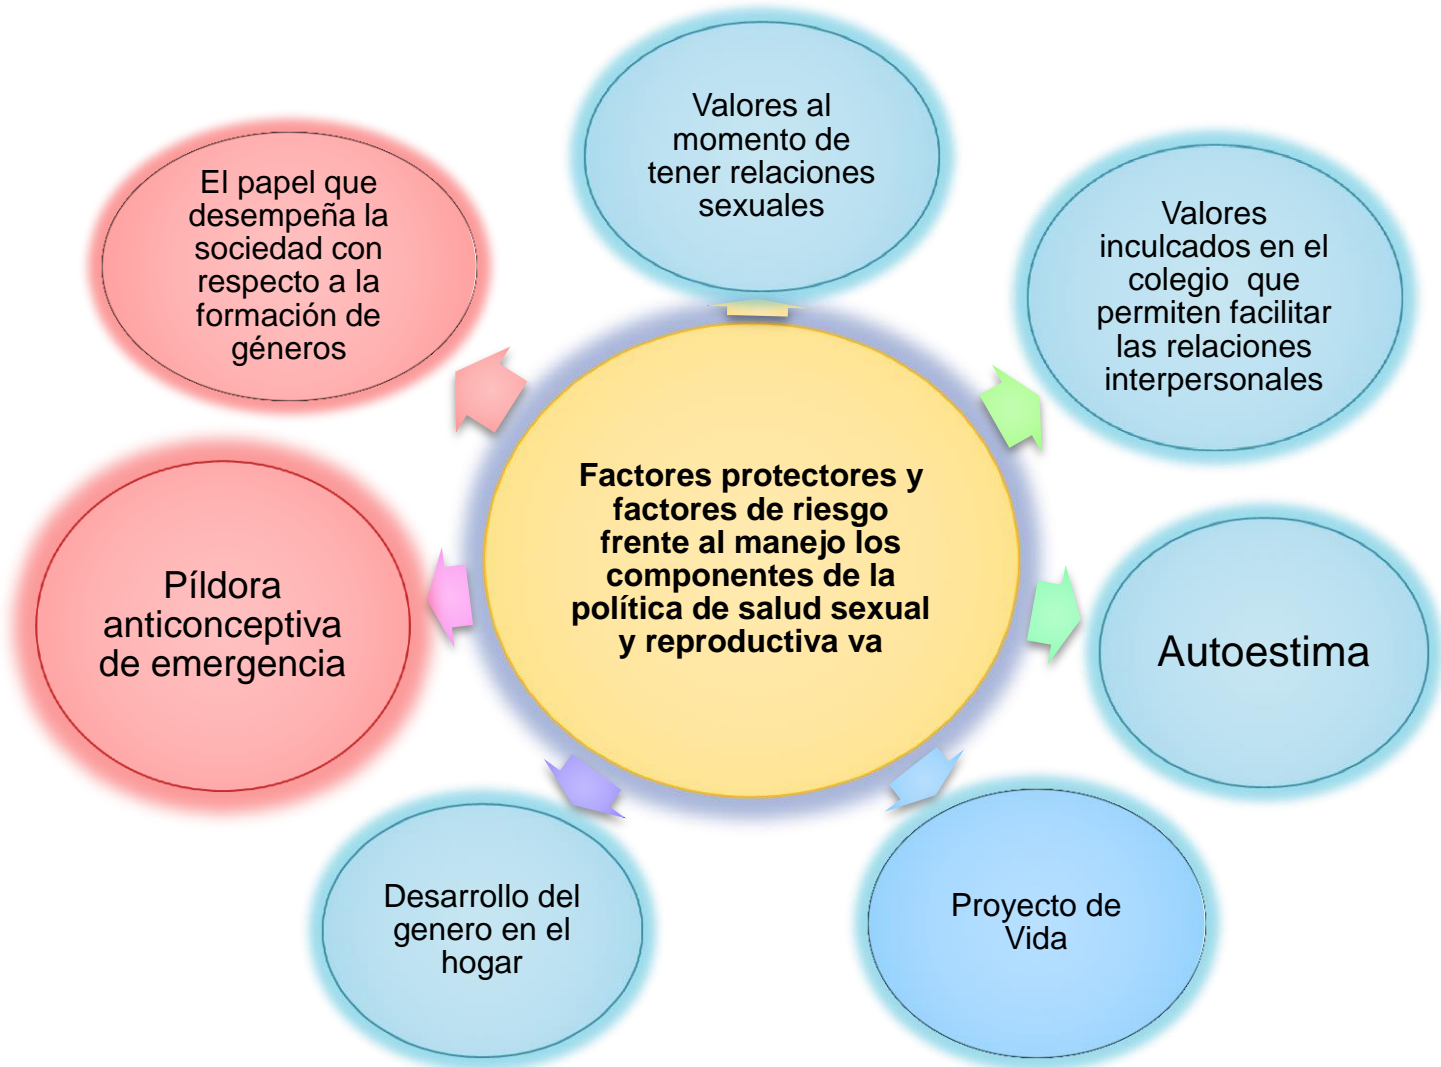 Valores al
momento de
tener relaciones
sexuales
Valores
inculcados en el
colegio  que
permiten facilitar
las relaciones
interpersonales
Autoestima
Proyecto de
Vida
Desarrollo del
genero en el
hogar
Píldora
anticonceptiva
de emergencia
El papel que
desempeña la
sociedad con
respecto a la
formación de
géneros
Factores protectores y
factores de riesgo
frente al manejo los
componentes de la
política de salud sexual
y reproductiva va